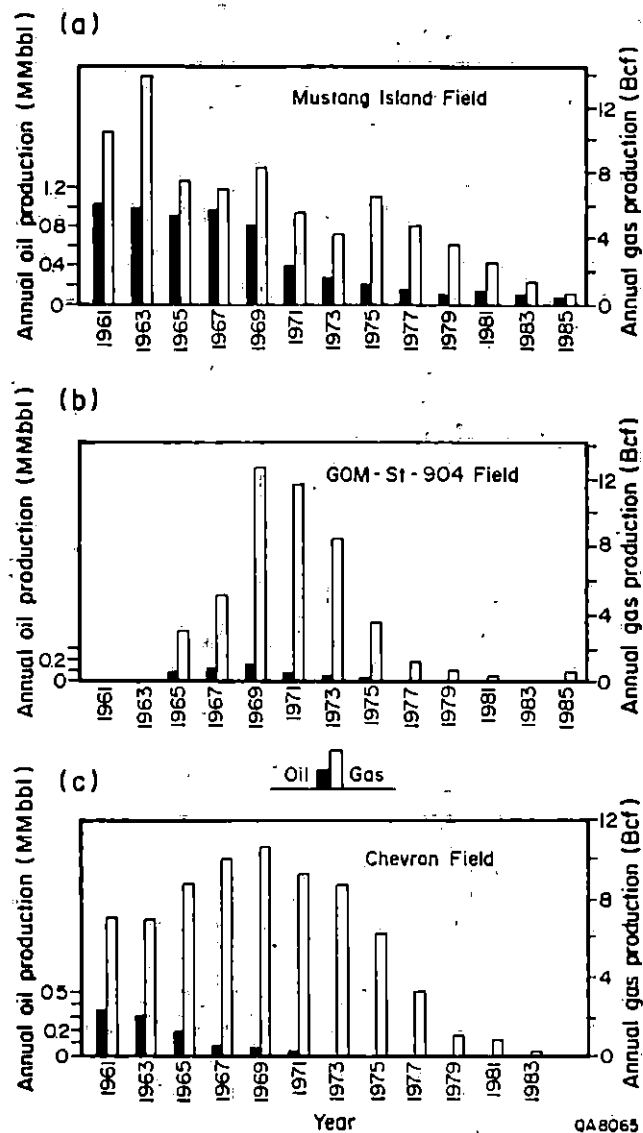 (a)
Annual oil production (MMbbl)
Annual gas production (Bcf)
Mustang Island Field
1.2
0.8
0.4
0
12
8
4
0
1961 1963 1965 1967 1969 1971 1973 1975 1977 1979 1981 1983 1985
(b)
Annual oil production (MMbbl)
Annual gas production (Bcf)
GOM-St-904 Field
0.2
0
12
8
4
0
1961 1963 1965 1967 1969 1971 1973 1975 1977 1979 1981 1983 1985
Oil Gas
(c)
Annual oil production (MMbbl)
Annual gas production (Bcf)
Chevron Field
0.5
0.2
0
12
8
4
0
1961 1963 1965 1967 1969 1971 1973 1975 1977 1979 1981 1983
Year
QA8065